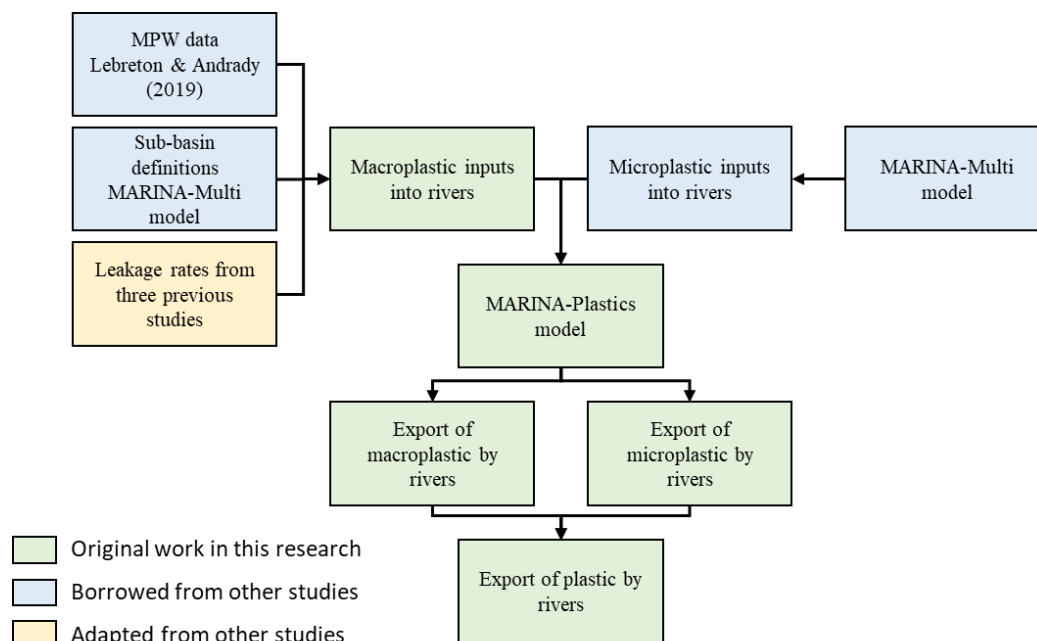 MPW data
Lebreton & Andrady
(2019)
Sub-basin
definitions
MARINA-Multi
model
Leakage rates from
three previous
studies
Macroplastic inputs
into rivers
Microplastic inputs
into rivers
MARINA-Multi
model
MARINA-Plastics
model
Export of
macroplastic by
rivers
Export of
microplastic by
rivers
Export of plastic by
rivers
Original work in this research
Borrowed from other studies
Adapted from other studies